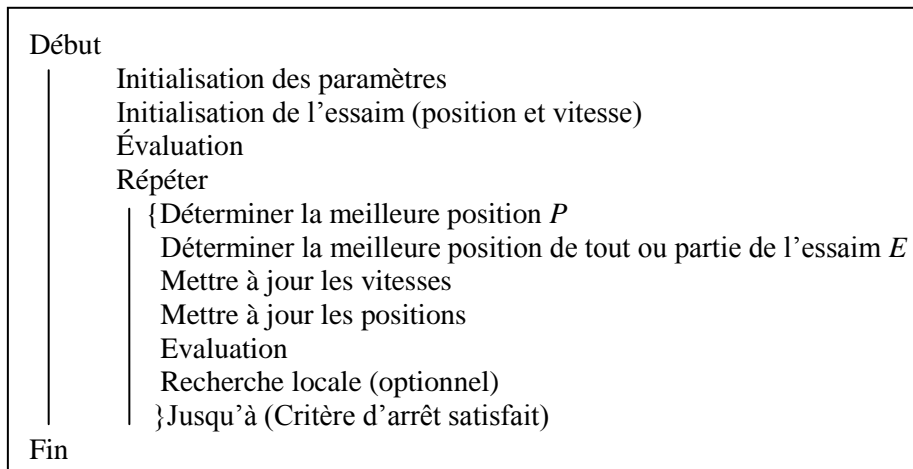 Début
Initialisation des paramètres
Initialisation de l’essaim (position et vitesse)
Évaluation
Répéter
{Déterminer la meilleure position P
Déterminer la meilleure position de tout ou partie de l’essaim E
Mettre à jour les vitesses
Mettre à jour les positions
Evaluation
Recherche locale (optionnel)
}Jusqu’à (Critère d’arrêt satisfait)
Fin